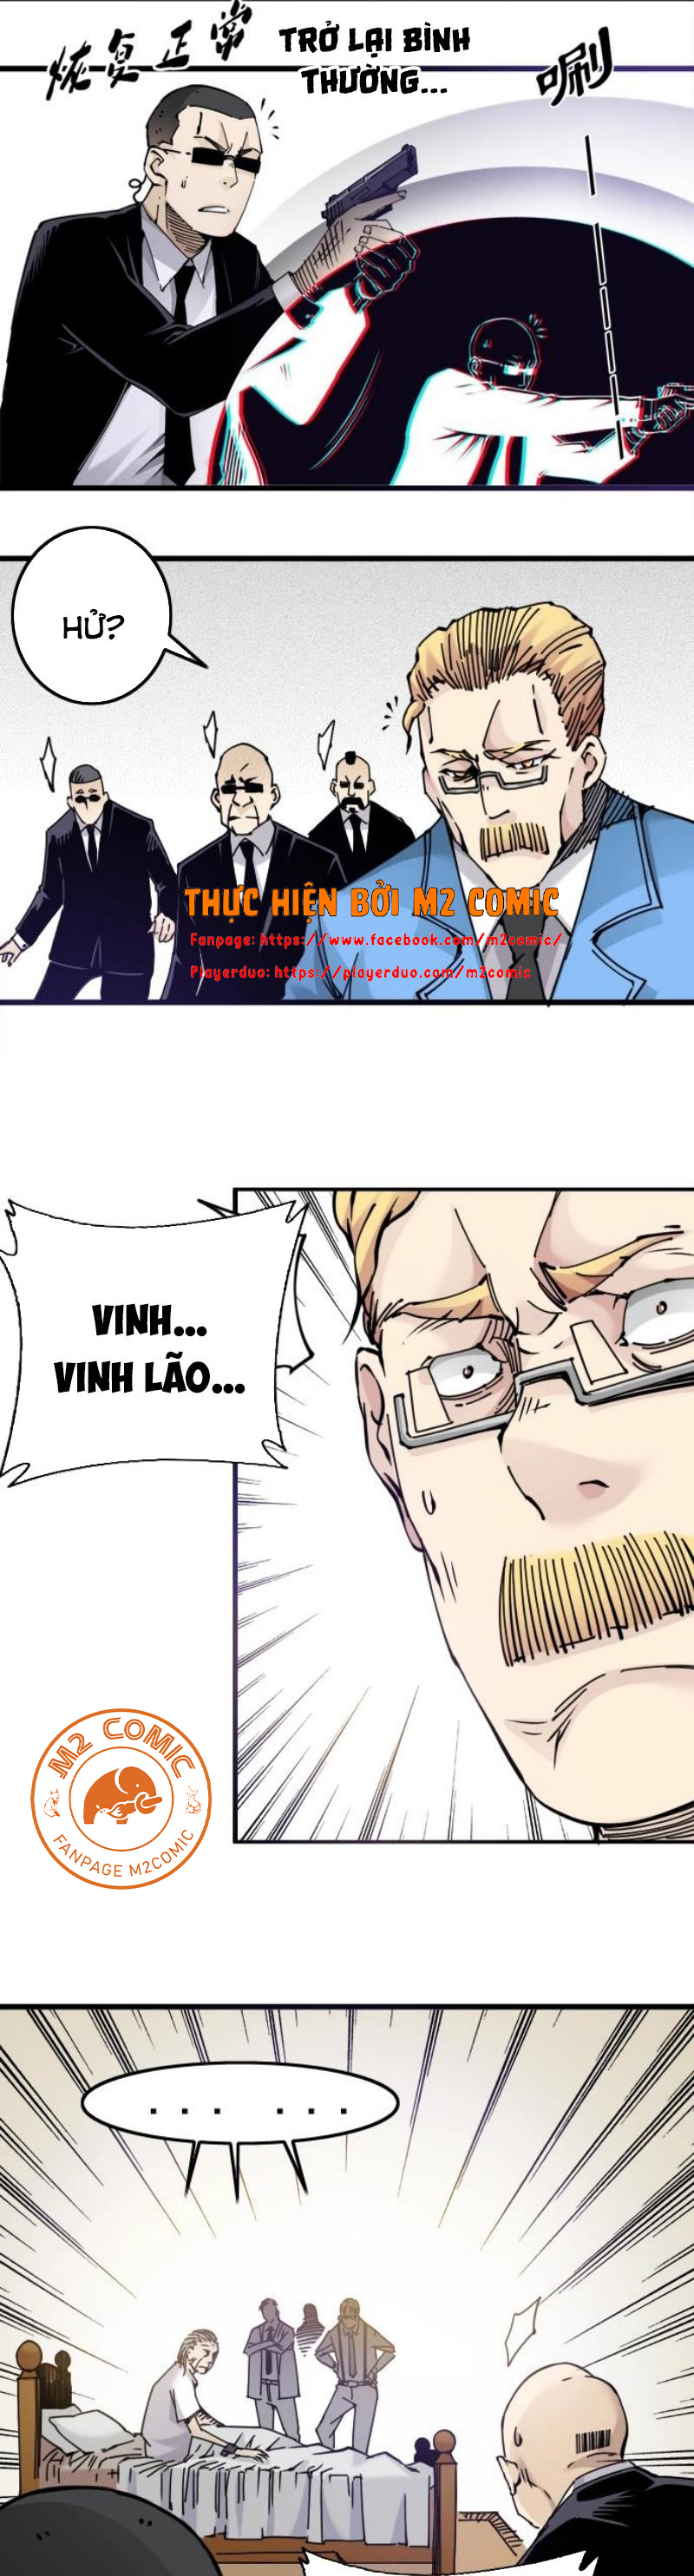 恢复正常
TRỞ LẠI BÌNH
THƯỜNG...
唰
HỬ?
THỰC HIỆN BỞI M2 COMIC
Fanpage: https://www.facebook.com/m2comic/
Playerduo: https://playerduo.com/m2comic
VINH...
VINH LÃO...
M2 COMIC
FANPAGE M2COMIC
... ...